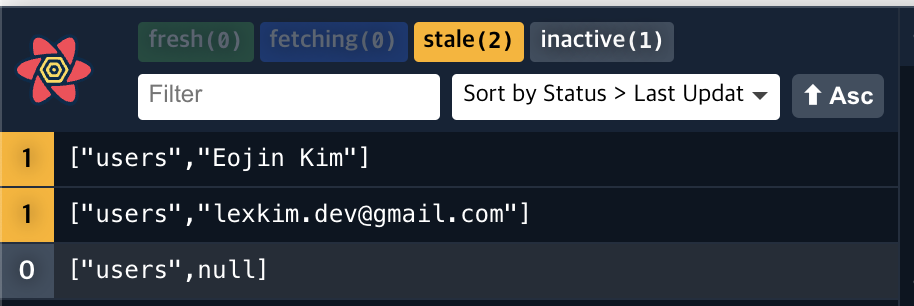 fresh(0) fetching(0) stale(2) inactive(1)
Filter Sort by Status > Last Updat ⬆ Asc
1 ["users","Eojin Kim"]
1 ["users","lexkim.dev@gmail.com"]
0 ["users",null]